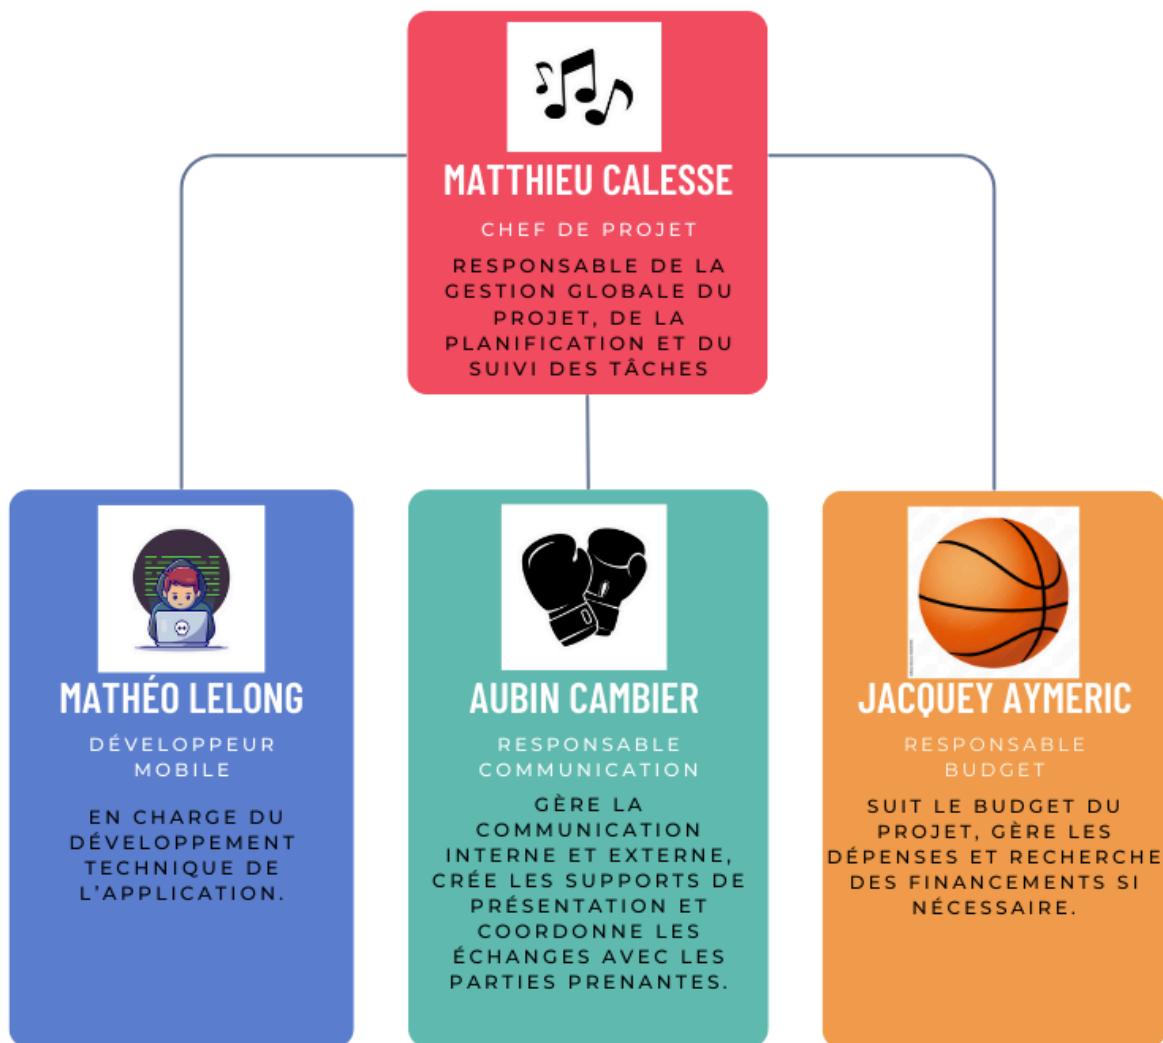 MATTHIEU CALESSE
CHEF DE PROJET
RESPONSABLE DE LA
GESTION GLOBALE DU
PROJET, DE LA
PLANIFICATION ET DU
SUIVI DES TÂCHES
MATHÉO LELONG
DÉVELOPPEUR
MOBILE
EN CHARGE DU
DÉVELOPPEMENT
TECHNIQUE DE
L'APPLICATION.
AUBIN CAMBIER
RESPONSABLE
COMMUNICATION
GÈRE LA
COMMUNICATION
INTERNE ET EXTERNE,
CRÉE LES SUPPORTS DE
PRÉSENTATION ET
COORDONNE LES
ÉCHANGES AVEC LES
PARTIES PRENANTES.
JACQUEY AYMERIC
RESPONSABLE
BUDGET
SUIT LE BUDGET DU
PROJET, GÈRE LES
DÉPENSES ET RECHERCHE
DES FINANCEMENTS SI
NÉCESSAIRE.